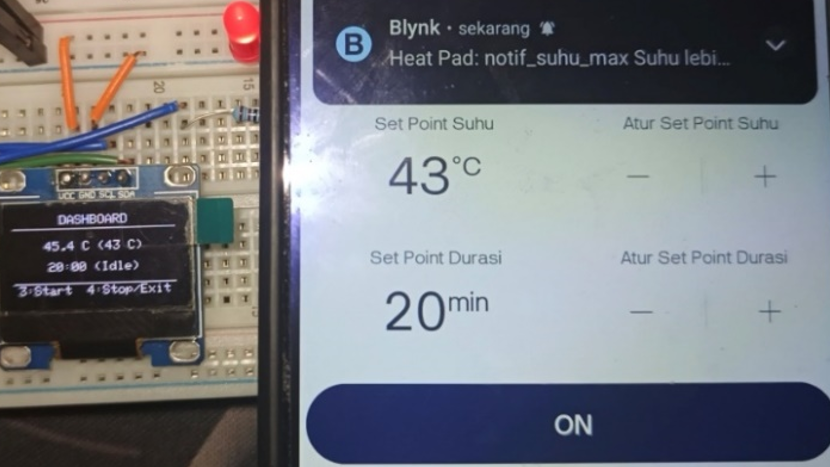 20
15
VCC GND SCL SDA
DASHBOARD
45.4 C (43 C)
20:00 (Idle)
3:Start 4:Stop/Exit
B
Blynk · sekarang
Heat Pad: notif_suhu_max Suhu lebi...
Set Point Suhu
Atur Set Point Suhu
43°C
— +
Set Point Durasi
Atur Set Point Durasi
20min
— +
ON